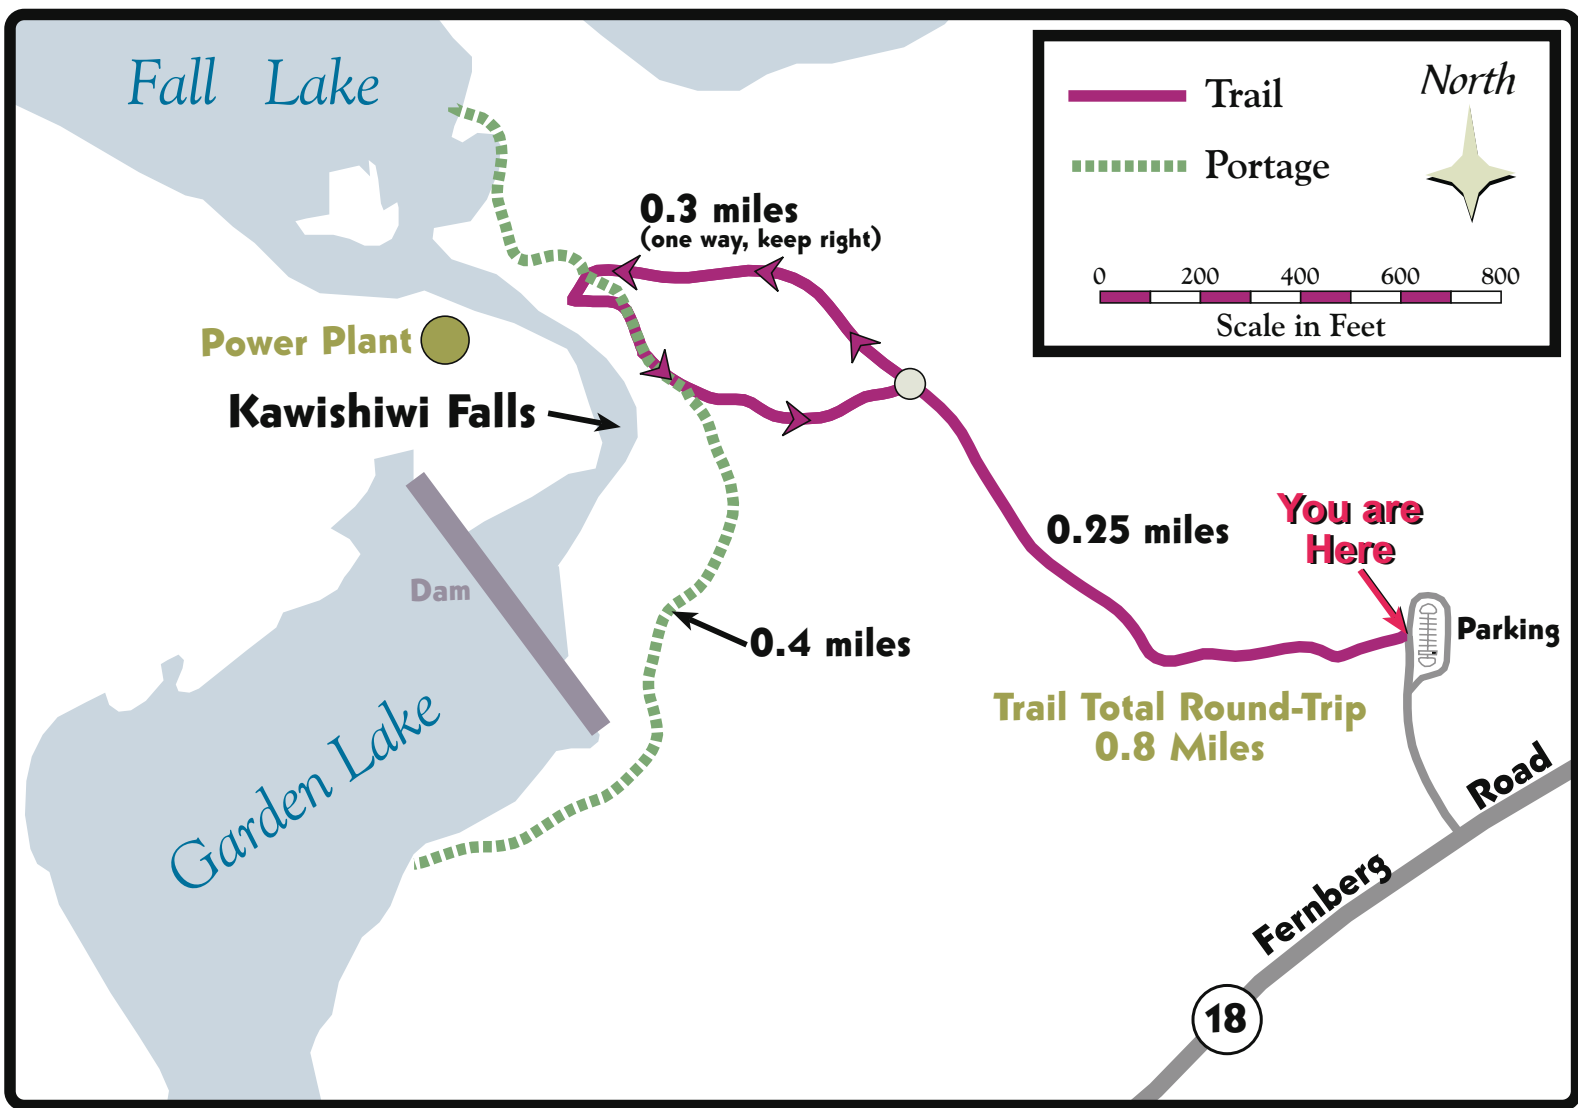 Fall Lake
Trail
North
Portage
0 200 400 600 800
Scale in Feet
0.3 miles
(one way, keep right)
Power Plant
Kawishiwi Falls
You are
Here
0.25 miles
Dam
0.4 miles
Parking
Trail Total Round-Trip
0.8 Miles
Garden Lake
Fernberg Road
18